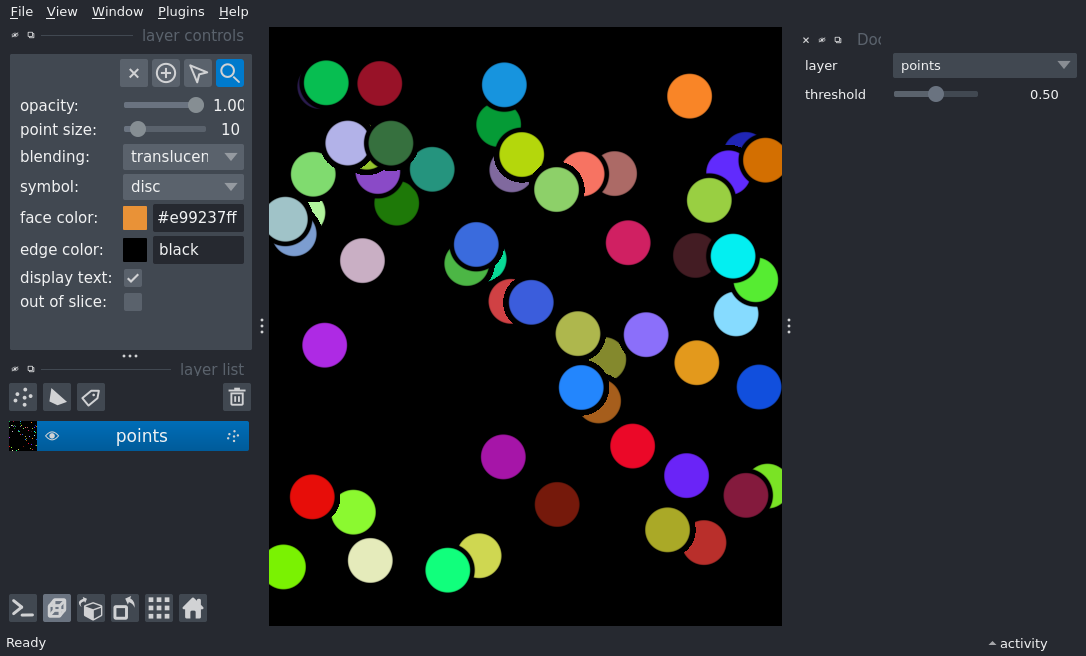 File View Window Plugins Help
layer controls
opacity: 1.00
point size: 10
blending: translucen
symbol: disc
face color: #e99237ff
edge color: black
display text:
out of slice:
layer list
points
Ready
Doc
layer points
threshold 0.50
activity